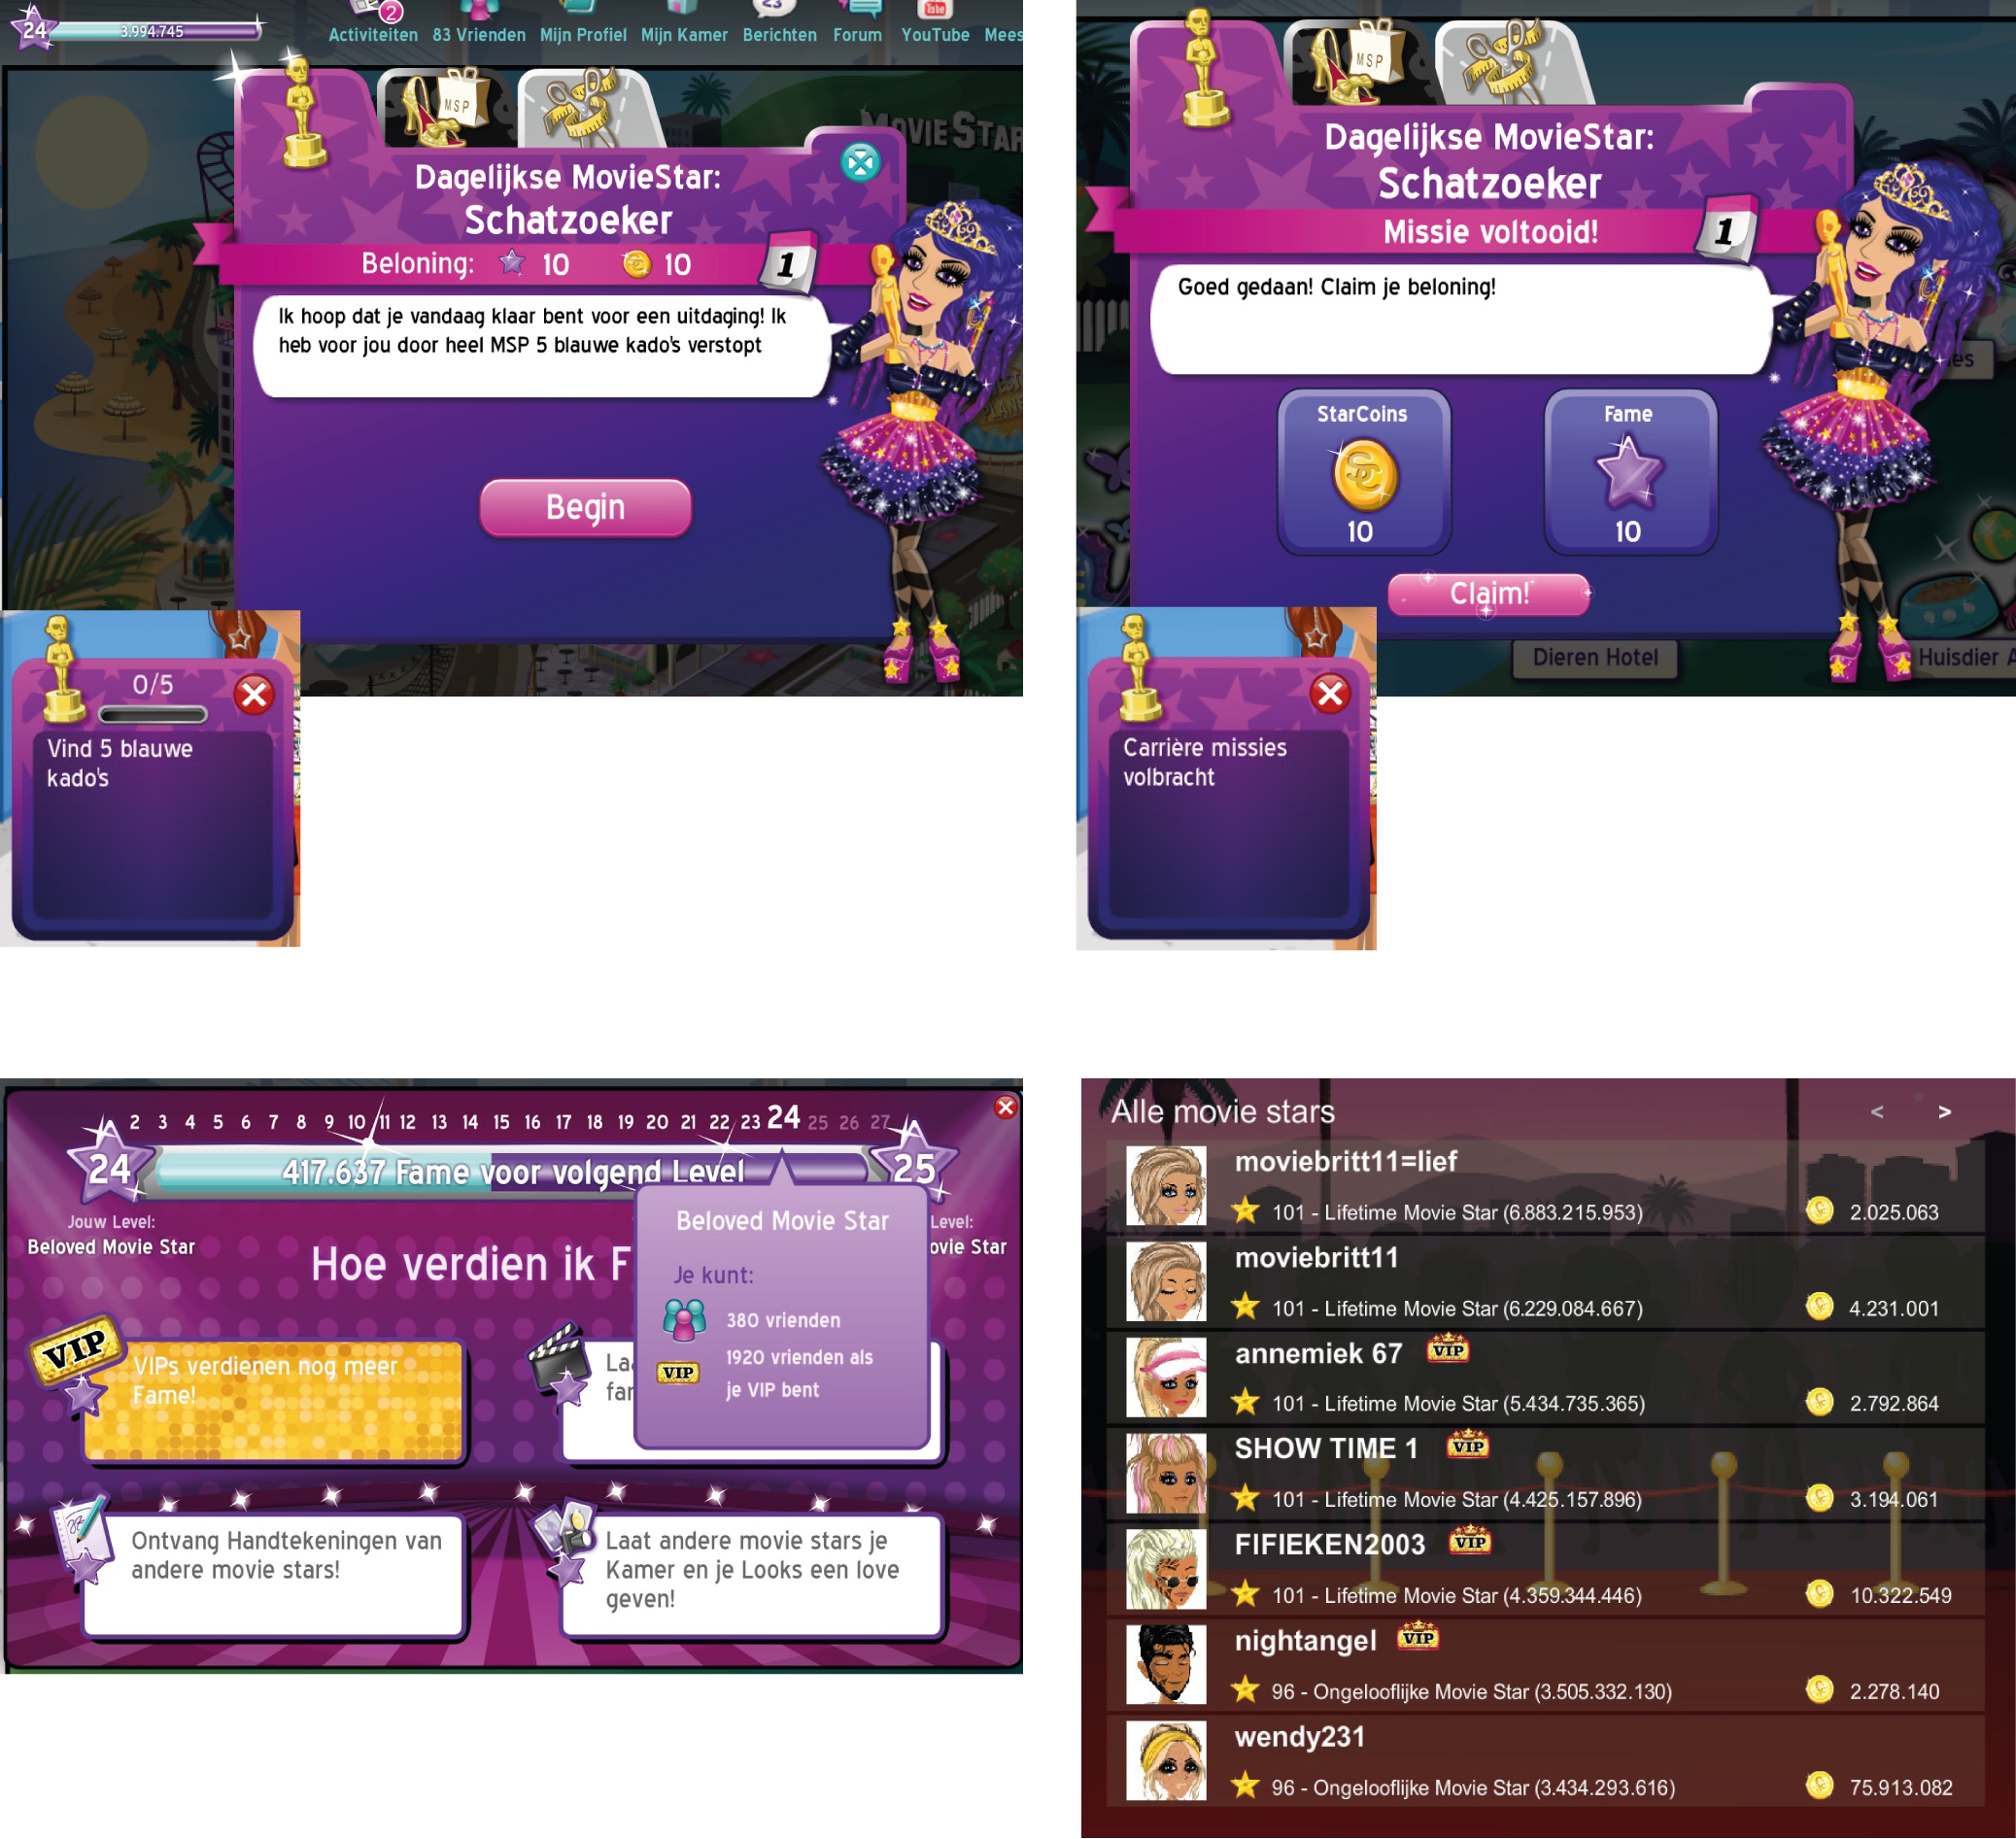 24
3.994.745
2
Activiteiten 83 Vrienden Mijn Profiel Mijn Kamer Berichten Forum YouTube Mees
MSP
MOVIE STAR
Dagelijkse MovieStar:
Schatzoeker
Beloning: 10 10
1
Ik hoop dat je vandaag klaar bent voor een uitdaging! Ik
heb voor jou door heel MSP 5 blauwe kado's verstopt
Begin
0/5
Vind 5 blauwe
kado's
MSP
Dagelijkse MovieStar:
Schatzoeker
Missie voltooid!
1
Goed gedaan! Claim je beloning!
StarCoins
10
Fame
10
Claim!
Dieren Hotel
Huisdier A
Carrière missies
volbracht
2 3 4 5 6 7 8 9 10 11 12 13 14 15 16 17 18 19 20 21 22 23 24 25 26 27
24
417.637 Fame voor volgend Level
25
Jouw Level:
Beloved Movie Star
Level:
ovie Star
Hoe verdien ik F
Beloved Movie Star
Je kunt:
380 vrienden
VIP
1920 vrienden als
je VIP bent
VIP
VIPs verdienen nog meer
Fame!
Laa
far
Ontvang Handtekeningen van
andere movie stars!
Laat andere movie stars je
Kamer en je Looks een love
geven!
Alle movie stars < >
moviebritt11=lief
101 - Lifetime Movie Star (6.883.215.953) 2.025.063
moviebritt11
101 - Lifetime Movie Star (6.229.084.667) 4.231.001
annemiek 67 VIP
101 - Lifetime Movie Star (5.434.735.365) 2.792.864
SHOW TIME 1 VIP
101 - Lifetime Movie Star (4.425.157.896) 3.194.061
FIFIEKEN2003 VIP
101 - Lifetime Movie Star (4.359.344.446) 10.322.549
nightangel VIP
96 - Ongelooflijke Movie Star (3.505.332.130) 2.278.140
wendy231
96 - Ongelooflijke Movie Star (3.434.293.616) 75.913.082